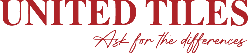 UNITED TILES
Ask for the differences